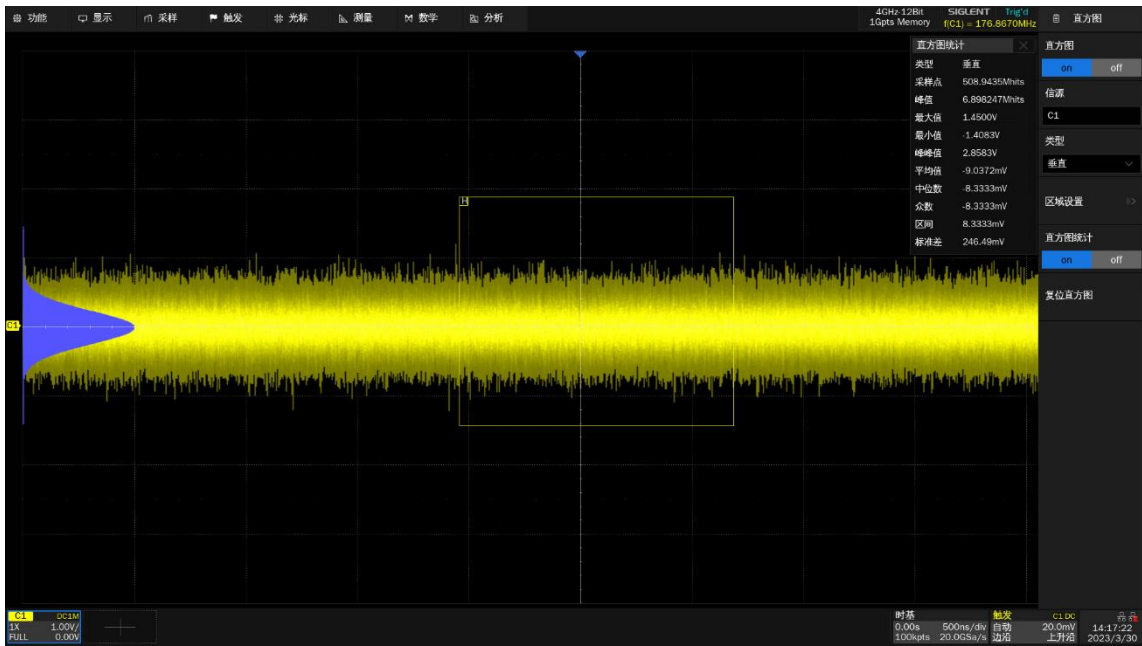 功能 显示 采样 触发 光标 测量 数学 分析
4GHz-12Bit SIGLENT Trig'd
1Gpts Memory f(C1) = 176.8670MHz
直方图
直方图统计
类型 垂直
采样点 508.9435Mhits
峰值 6.898247Mhits
最大值 1.4500V
最小值 -1.4083V
峰峰值 2.8583V
平均值 -9.0372mV
中位数 -8.3333mV
众数 -8.3333mV
区间 8.3333mV
标准差 246.49mV
直方图
on off
信源
C1
类型
垂直
区域设置
直方图统计
on off
复位直方图
H
C1
C1 DC1M
1X 1.00V/
FULL 0.00V
时基
0.00s 500ns/div
100kpts 20.0GSa/s
触发 C1 DC
自动 20.0mV
边沿 上升沿
14:17:22
2023/3/30